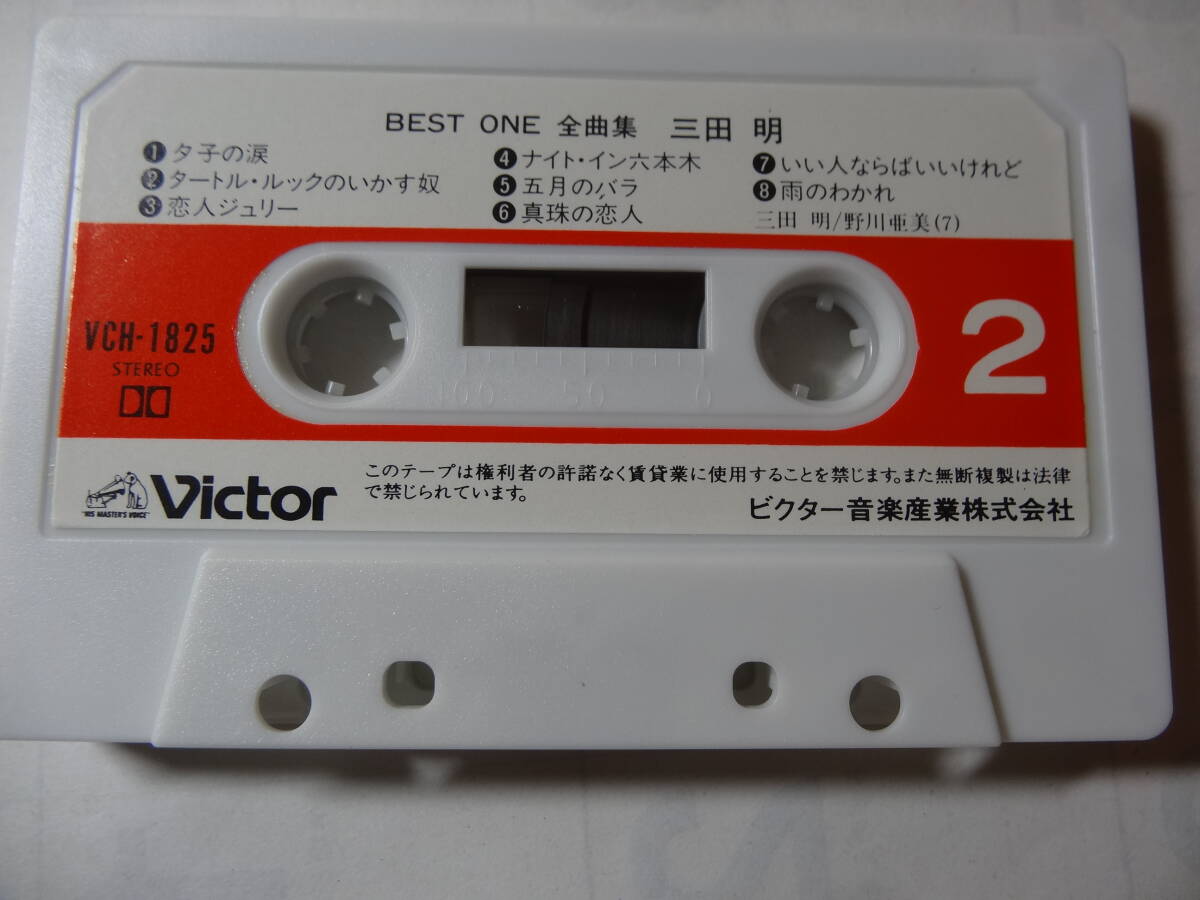 BEST ONE 全曲集 三田 明
❶夕子の涙
❷タートル・ルックのいかす奴
❸恋人ジュリー
❹ナイト・イン六本木
❺五月のバラ
❻真珠の恋人
❼いい人ならばいいけれど
❽雨のわかれ
三田 明/野川亜美(7)
VCH-1825
STEREO
2
100 50 0
"HIS MASTER'S VOICE"
Victor
このテープは権利者の許諾なく賃貸業に使用することを禁じます。また無断複製は法律
で禁じられています。
ビクター音楽産業株式会社